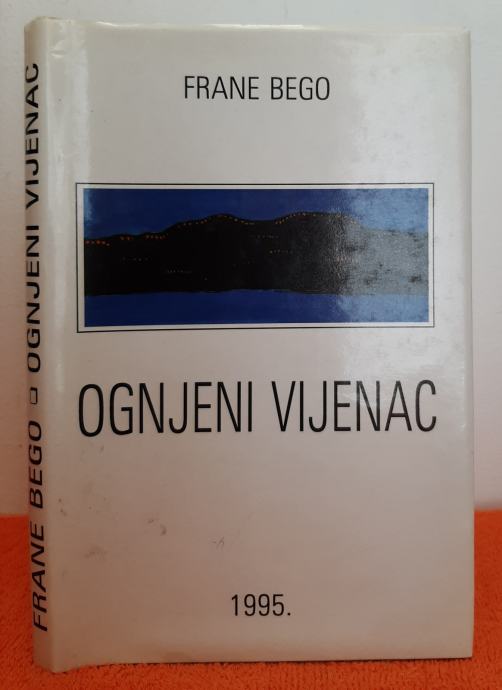 FRANE BEGO
OGNJENI VIJENAC
1995.
FRANE BEGO □ OGNJENI VIJENAC